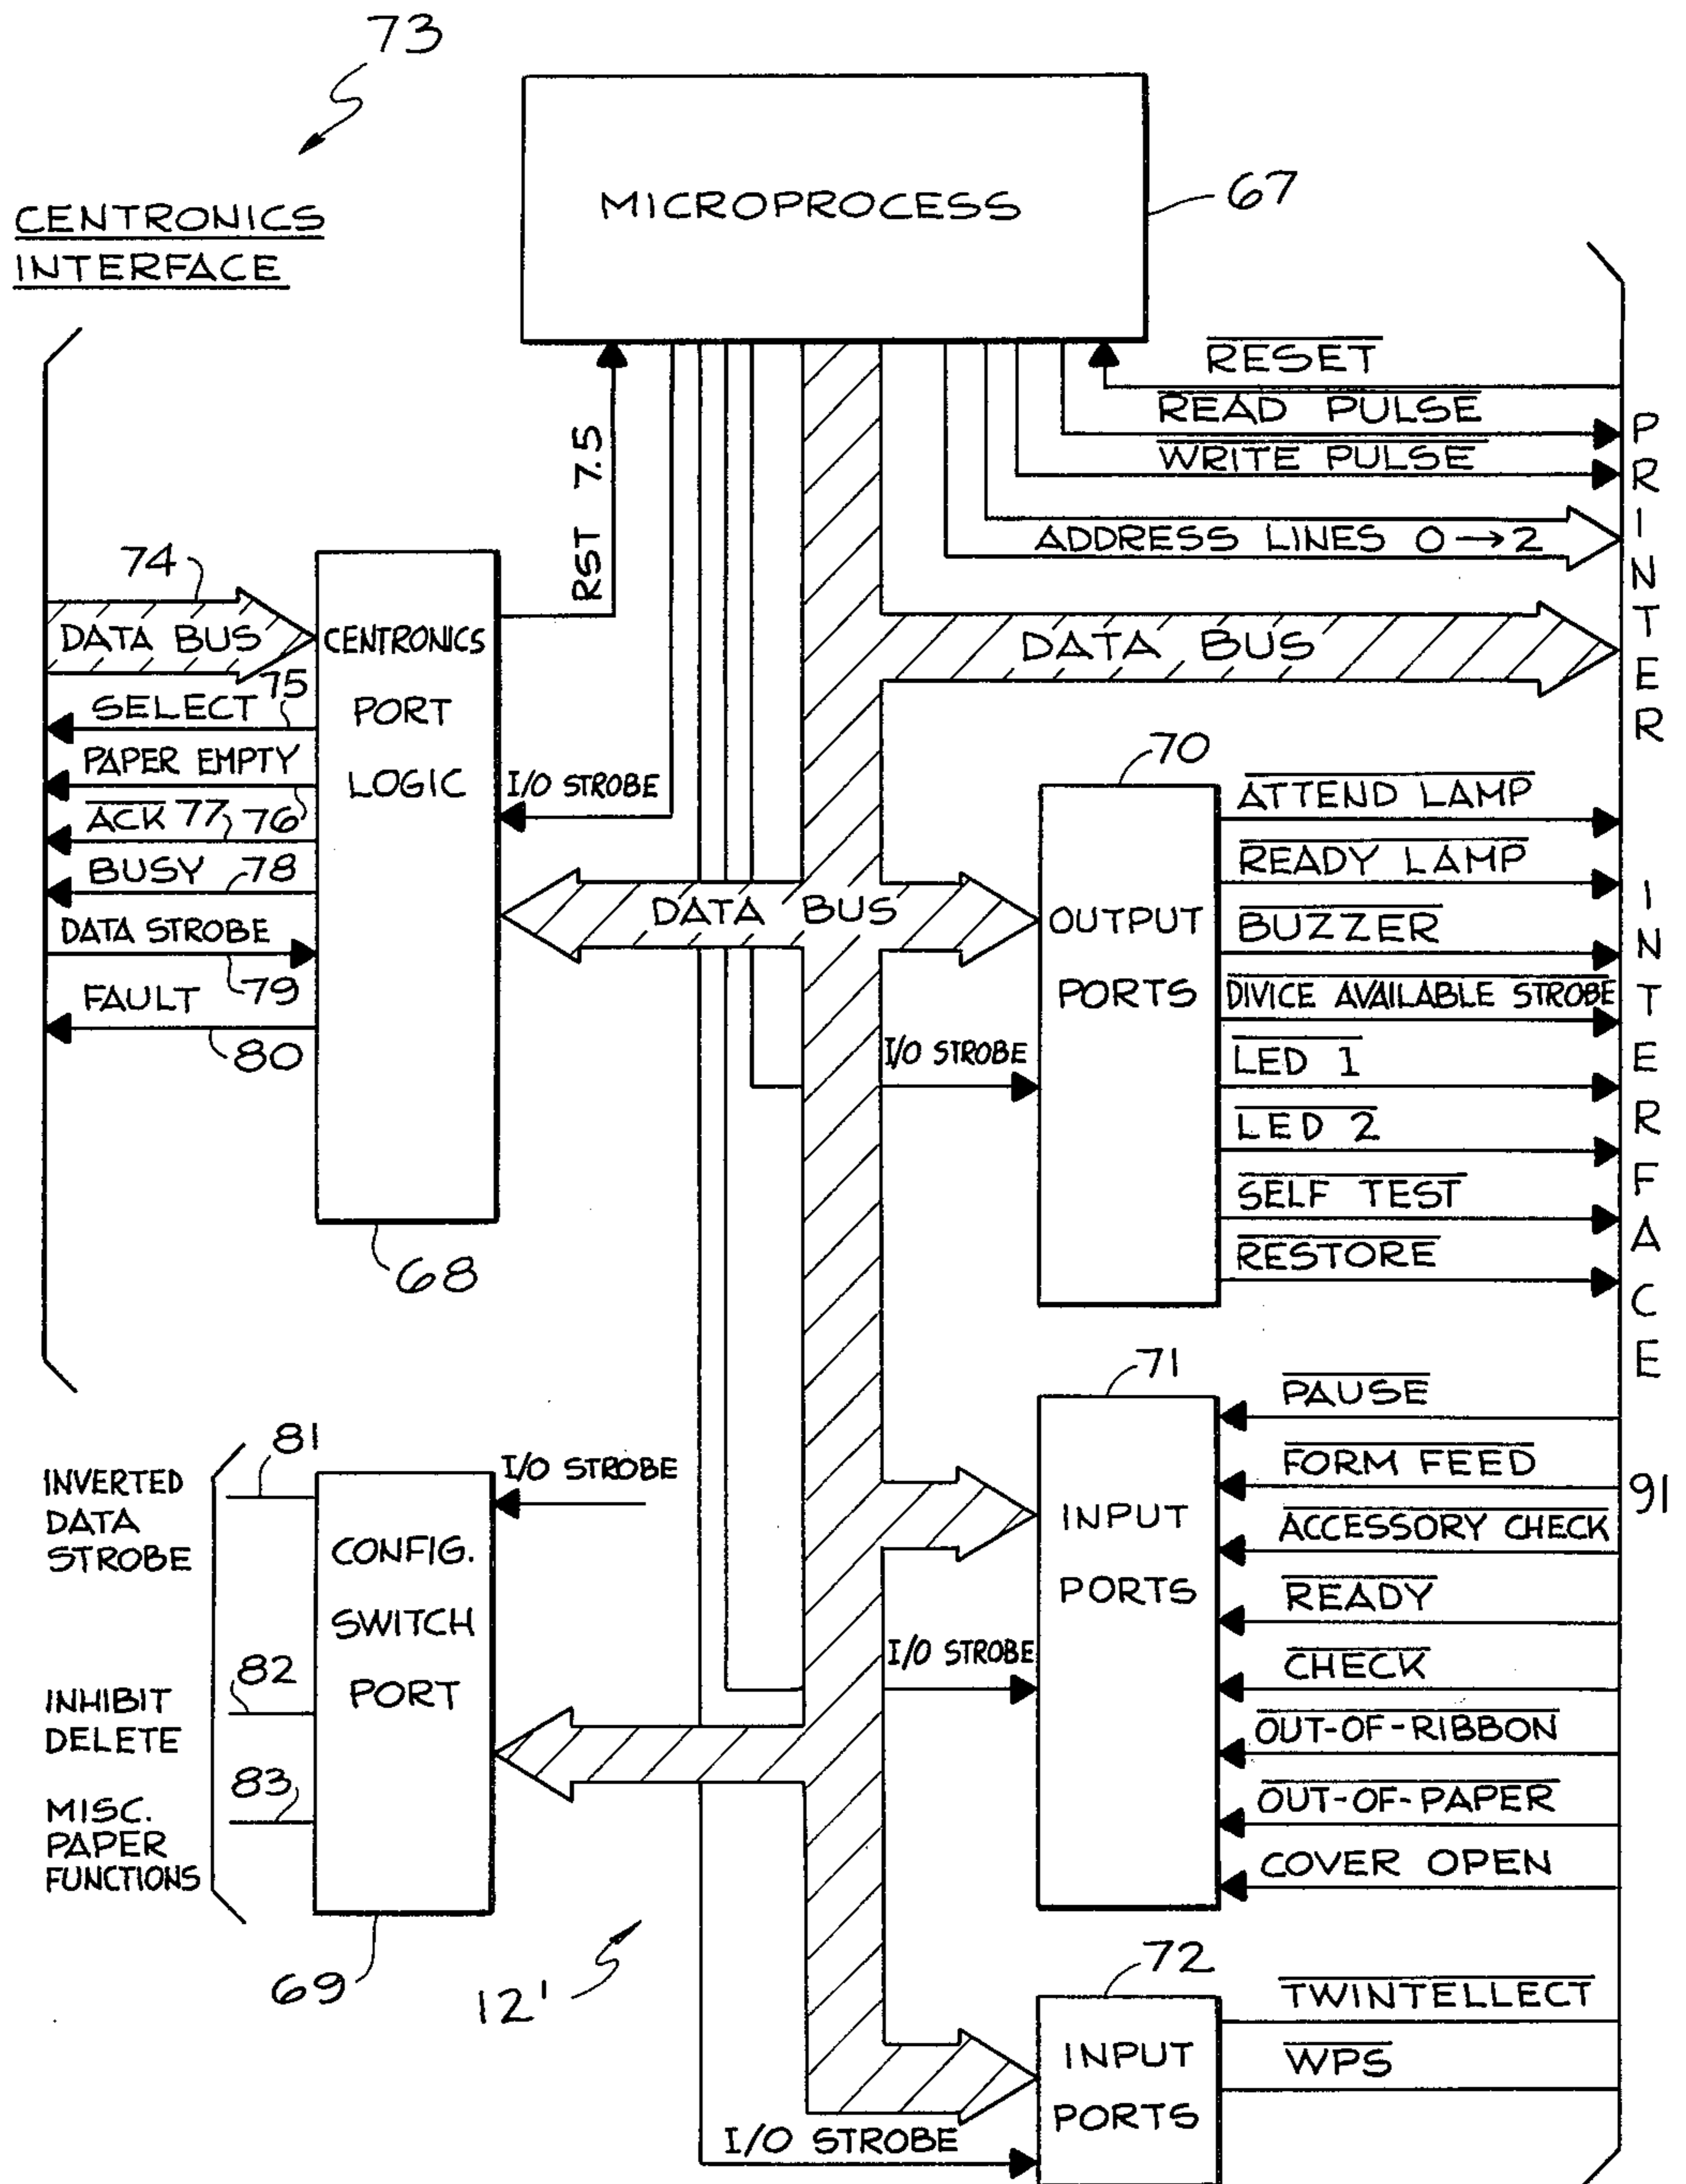 73
CENTRONICS
INTERFACE
MICROPROCESS
67
RESET
READ PULSE
WRITE PULSE
ADDRESS LINES 0→2
RST 7.5
PRINTER INTERFACE
74
DATA BUS
75
SELECT
PAPER EMPTY
76
ACK 77
BUSY
78
DATA STROBE
79
FAULT
80
CENTRONICS
PORT
LOGIC
68
I/O STROBE
DATA BUS
DATA BUS
70
OUTPUT
PORTS
I/O STROBE
ATTEND LAMP
READY LAMP
BUZZER
DIVICE AVAILABLE STROBE
LED 1
LED 2
SELF TEST
RESTORE
71
INPUT
PORTS
I/O STROBE
PAUSE
FORM FEED
91
ACCESSORY CHECK
READY
CHECK
OUT-OF-RIBBON
OUT-OF-PAPER
COVER OPEN
INVERTED
DATA
STROBE
81
I/O STROBE
CONFIG.
SWITCH
PORT
INHIBIT
DELETE
82
MISC.
PAPER
FUNCTIONS
83
69
12'
72
INPUT
PORTS
TWINTELLECT
WPS
I/O STROBE